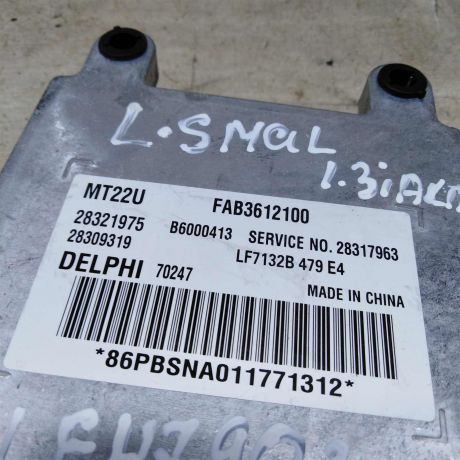 L.SMAL
1.3i
MT22U FAB3612100
28321975 B6000413 SERVICE NO. 28317963
28309319 LF7132B 479 E4
DELPHI 70247 MADE IN CHINA
*86PBSNA011771312*